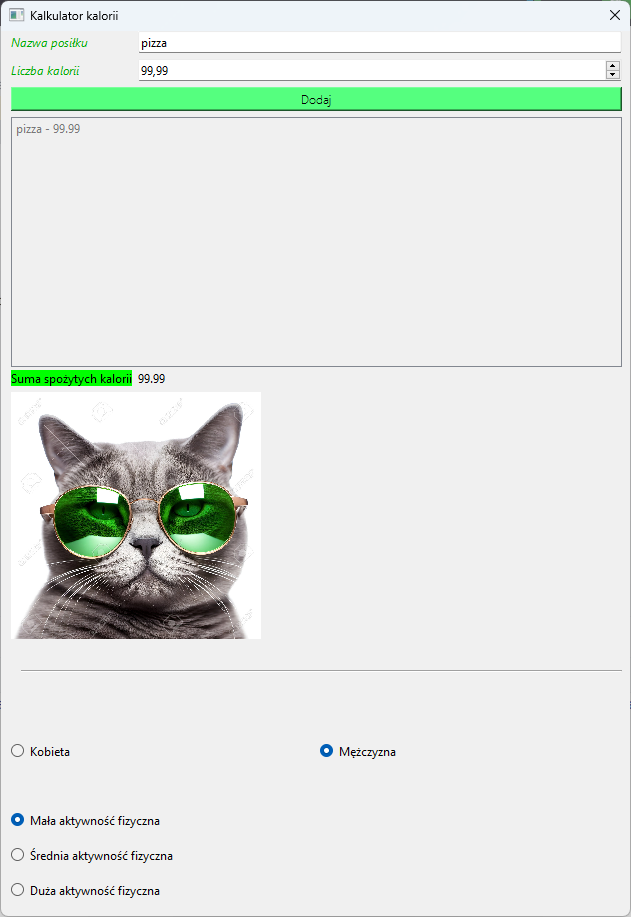 Kalkulator kalorii
Nazwa posiłku pizza
Liczba kalorii 99,99
Dodaj
pizza - 99.99
Suma spożytych kalorii 99.99
Kobieta Mężczyzna
Mała aktywność fizyczna
Średnia aktywność fizyczna
Duża aktywność fizyczna